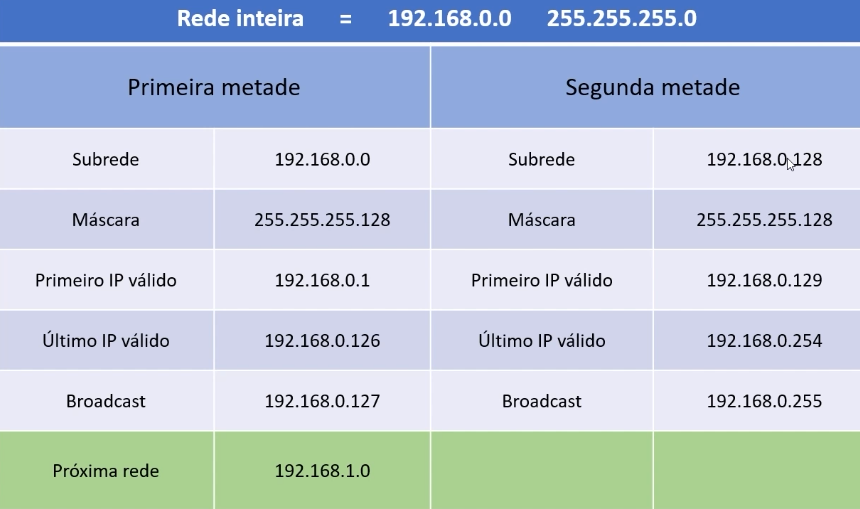 Rede inteira = 192.168.0.0 255.255.255.0
Primeira metade Segunda metade
Subrede 192.168.0.0 Subrede 192.168.0.128
Máscara 255.255.255.128 Máscara 255.255.255.128
Primeiro IP válido 192.168.0.1 Primeiro IP válido 192.168.0.129
Último IP válido 192.168.0.126 Último IP válido 192.168.0.254
Broadcast 192.168.0.127 Broadcast 192.168.0.255
Próxima rede 192.168.1.0